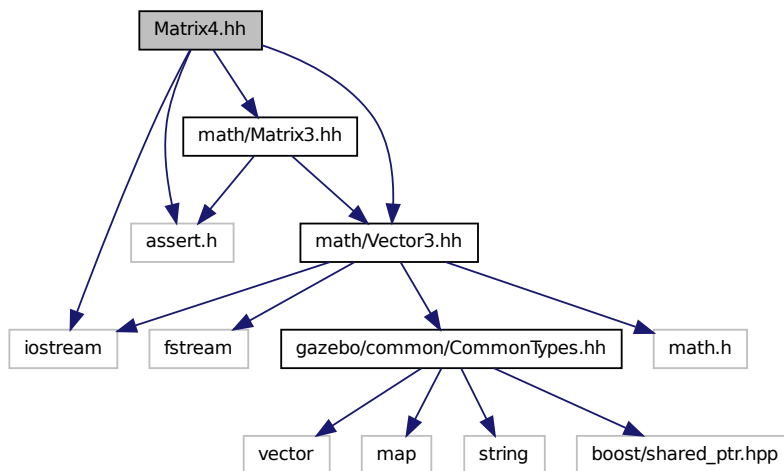 Matrix4.hh
math/Matrix3.hh
assert.h
math/Vector3.hh
iostream
fstream
gazebo/common/CommonTypes.hh
math.h
vector
map
string
boost/shared_ptr.hpp